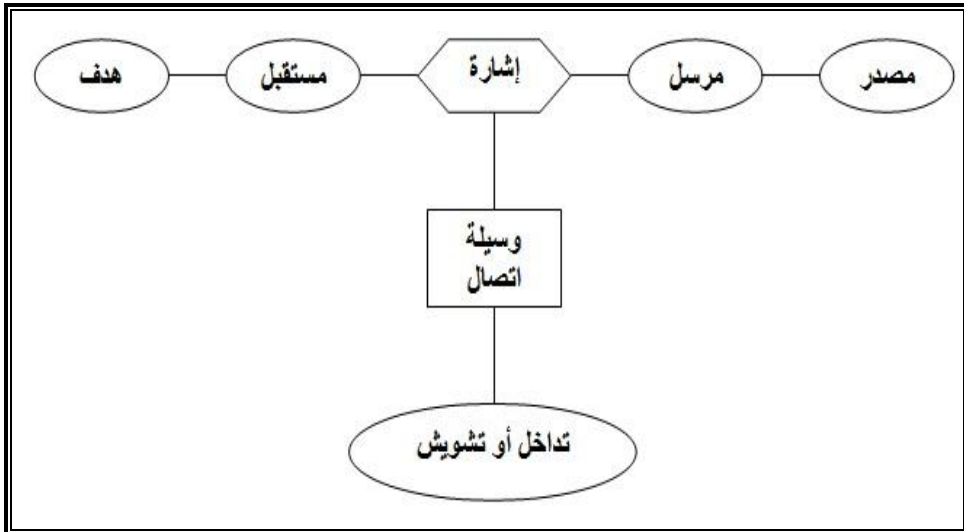 مصدر
مرسل
إشارة
مستقبل
هدف
وسيلة
اتصال
تداخل أو تشويش